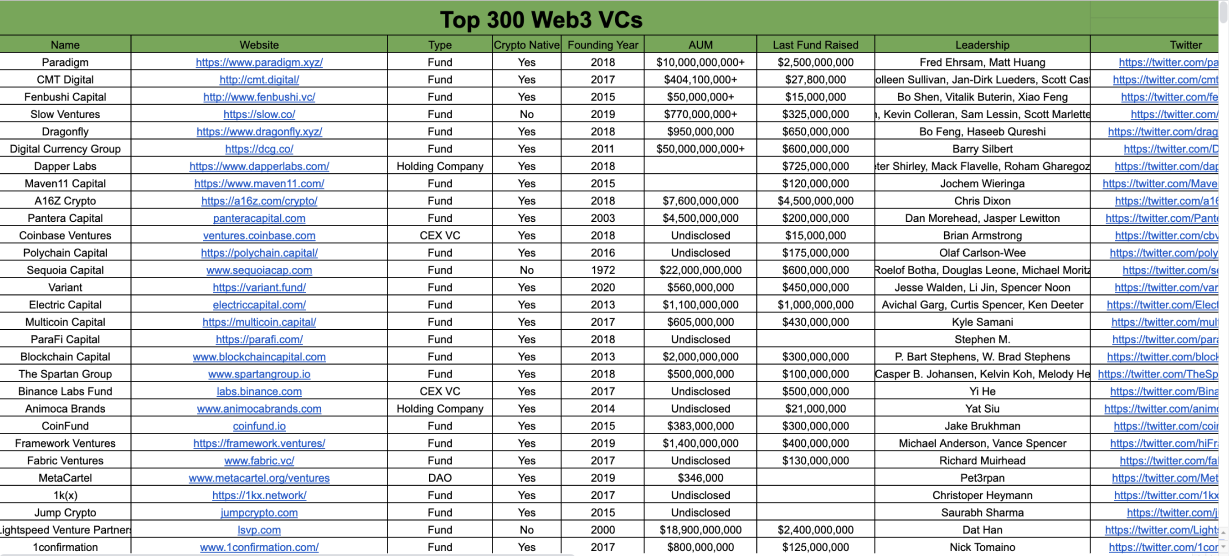 Top 300 Web3 VCs
Name Website Type Crypto Native Founding Year AUM Last Fund Raised Leadership Twitter
Paradigm https://www.paradigm.xyz/ Fund Yes 2018 $10,000,000,000+ $2,500,000,000 Fred Ehrsam, Matt Huang https://twitter.com/pa
CMT Digital http://cmt.digital/ Fund Yes 2017 $404,100,000+ $27,800,000 olleen Sullivan, Jan-Dirk Lueders, Scott Cas https://twitter.com/cmt
Fenbushi Capital http://www.fenbushi.vc/ Fund Yes 2015 $50,000,000+ $15,000,000 Bo Shen, Vitalik Buterin, Xiao Feng https://twitter.com/fe
Slow Ventures https://slow.co/ Fund No 2019 $770,000,000+ $325,000,000 , Kevin Colleran, Sam Lessin, Scott Marlette https://twitter.com/
Dragonfly https://www.dragonfly.xyz/ Fund Yes 2018 $950,000,000 $650,000,000 Bo Feng, Haseeb Qureshi https://twitter.com/drag
Digital Currency Group https://dcg.co/ Fund Yes 2011 $50,000,000,000+ $600,000,000 Barry Silbert https://twitter.com/D
Dapper Labs https://www.dapperlabs.com/ Holding Company Yes 2018 $725,000,000 ter Shirley, Mack Flavelle, Roham Gharegoz https://twitter.com/dap
Maven11 Capital https://www.maven11.com/ Fund Yes 2015 $120,000,000 Jochem Wieringa https://twitter.com/Mave
A16Z Crypto https://a16z.com/crypto/ Fund Yes 2018 $7,600,000,000 $4,500,000,000 Chris Dixon https://twitter.com/a16
Pantera Capital panteracapital.com Fund Yes 2003 $4,500,000,000 $200,000,000 Dan Morehead, Jasper Lewitton https://twitter.com/Pante
Coinbase Ventures ventures.coinbase.com CEX VC Yes 2018 Undisclosed $15,000,000 Brian Armstrong https://twitter.com/cbv
Polychain Capital https://polychain.capital/ Fund Yes 2016 Undisclosed $175,000,000 Olaf Carlson-Wee https://twitter.com/poly
Sequoia Capital www.sequoiacap.com Fund No 1972 $22,000,000,000 $600,000,000 Roelof Botha, Douglas Leone, Michael Moritz https://twitter.com/se
Variant https://variant.fund/ Fund Yes 2020 $560,000,000 $450,000,000 Jesse Walden, Li Jin, Spencer Noon https://twitter.com/var
Electric Capital electriccapital.com/ Fund Yes 2013 $1,100,000,000 $1,000,000,000 Avichal Garg, Curtis Spencer, Ken Deeter https://twitter.com/Elect
Multicoin Capital https://multicoin.capital/ Fund Yes 2017 $605,000,000 $430,000,000 Kyle Samani https://twitter.com/mul
ParaFi Capital https://parafi.com/ Fund Yes 2018 Undisclosed Stephen M. https://twitter.com/para
Blockchain Capital www.blockchaincapital.com Fund Yes 2013 $2,000,000,000 $300,000,000 P. Bart Stephens, W. Brad Stephens https://twitter.com/block
The Spartan Group www.spartangroup.io Fund Yes 2018 $500,000,000 $100,000,000 Casper B. Johansen, Kelvin Koh, Melody He https://twitter.com/TheSp
Binance Labs Fund labs.binance.com CEX VC Yes 2017 Undisclosed $500,000,000 Yi He https://twitter.com/Bina
Animoca Brands www.animocabrands.com Holding Company Yes 2014 Undisclosed $21,000,000 Yat Siu https://twitter.com/animo
CoinFund coinfund.io Fund Yes 2015 $383,000,000 $300,000,000 Jake Brukhman https://twitter.com/coin
Framework Ventures https://framework.ventures/ Fund Yes 2019 $1,400,000,000 $400,000,000 Michael Anderson, Vance Spencer https://twitter.com/hiFr
Fabric Ventures www.fabric.vc/ Fund Yes 2017 Undisclosed $130,000,000 Richard Muirhead https://twitter.com/fa
MetaCartel www.metacartel.org/ventures DAO Yes 2019 $346,000 Pet3rpan https://twitter.com/Met
1k(x) https://1kx.network/ Fund Yes 2017 Undisclosed Christoper Heymann https://twitter.com/1kx
Jump Crypto jumpcrypto.com Fund Yes 2015 Undisclosed Saurabh Sharma https://twitter.com/j
Lightspeed Venture Partners lsvp.com Fund No 2000 $18,900,000,000 $2,400,000,000 Dat Han https://twitter.com/Lights
1confirmation https://www.1confirmation.com/ Fund Yes 2017 $800,000,000 $125,000,000 Nick Tomaino https://twitter.com/1cor